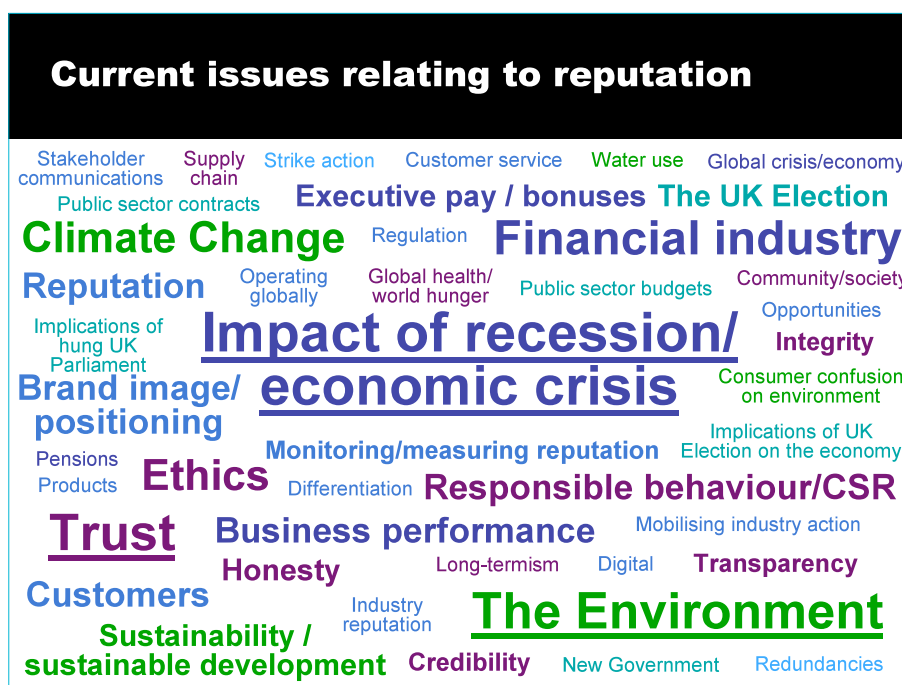 Current issues relating to reputation
Stakeholder
communications
Supply
chain
Strike action
Customer service
Water use
Global crisis/economy
Public sector contracts
Executive pay / bonuses
The UK Election
Climate Change
Regulation
Financial industry
Reputation
Operating
globally
Global health/
world hunger
Public sector budgets
Community/society
Opportunities
Implications of
hung UK
Parliament
Impact of recession/
economic crisis
Integrity
Brand image/
positioning
Consumer confusion
on environment
Monitoring/measuring reputation
Implications of UK
Election on the economy
Pensions
Products
Ethics
Differentiation
Responsible behaviour/CSR
Trust
Business performance
Mobilising industry action
Honesty
Long-termism
Digital
Transparency
Customers
Industry
reputation
The Environment
Sustainability /
sustainable development
Credibility
New Government
Redundancies